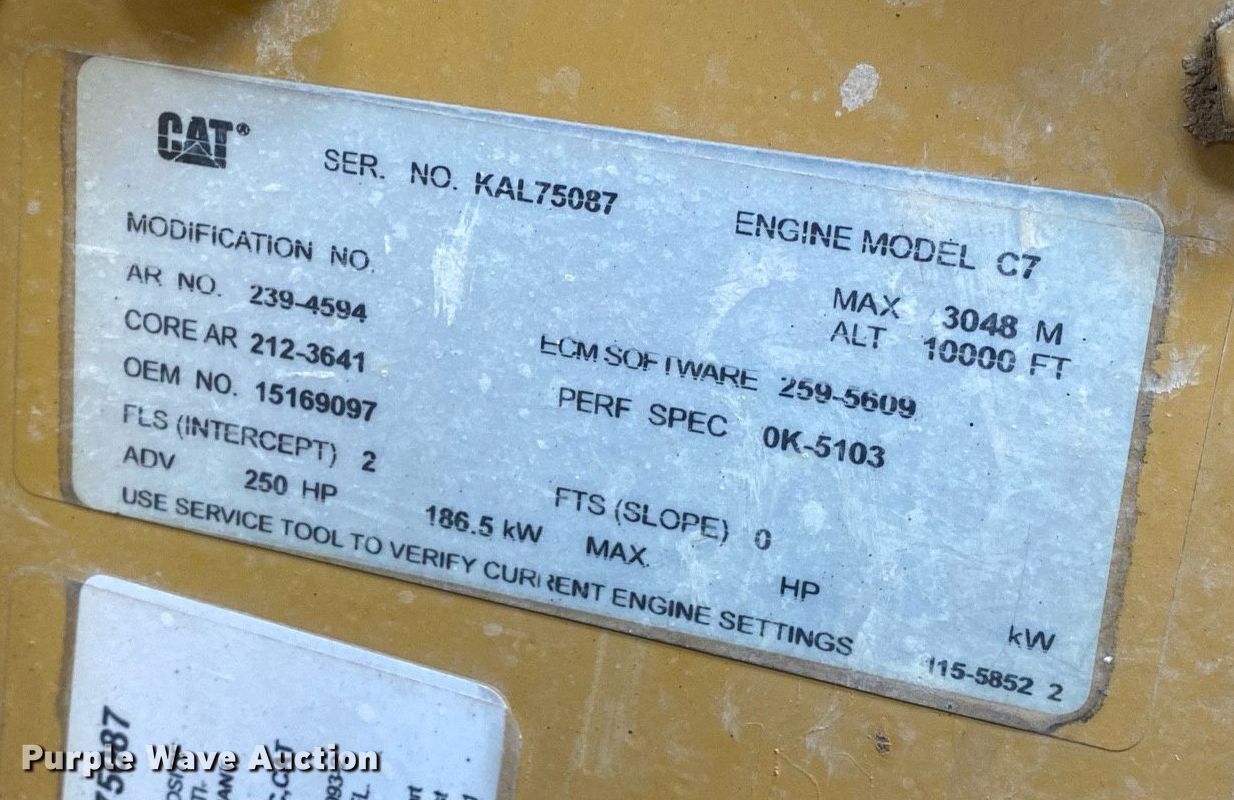 CAT®
SER. NO. KAL75087
ENGINE MODEL C7
MODIFICATION NO.
MAX 3048 M
ALT 10000 FT
AR NO. 239-4594
CORE AR 212-3641
ECM SOFTWARE 259-5609
OEM NO. 15169097
PERF SPEC 0K-5103
FLS (INTERCEPT) 2
FTS (SLOPE) 0
ADV 250 HP 186.5 kW MAX. HP kW
USE SERVICE TOOL TO VERIFY CURRENT ENGINE SETTINGS
115-5852 2
Purple Wave Auction